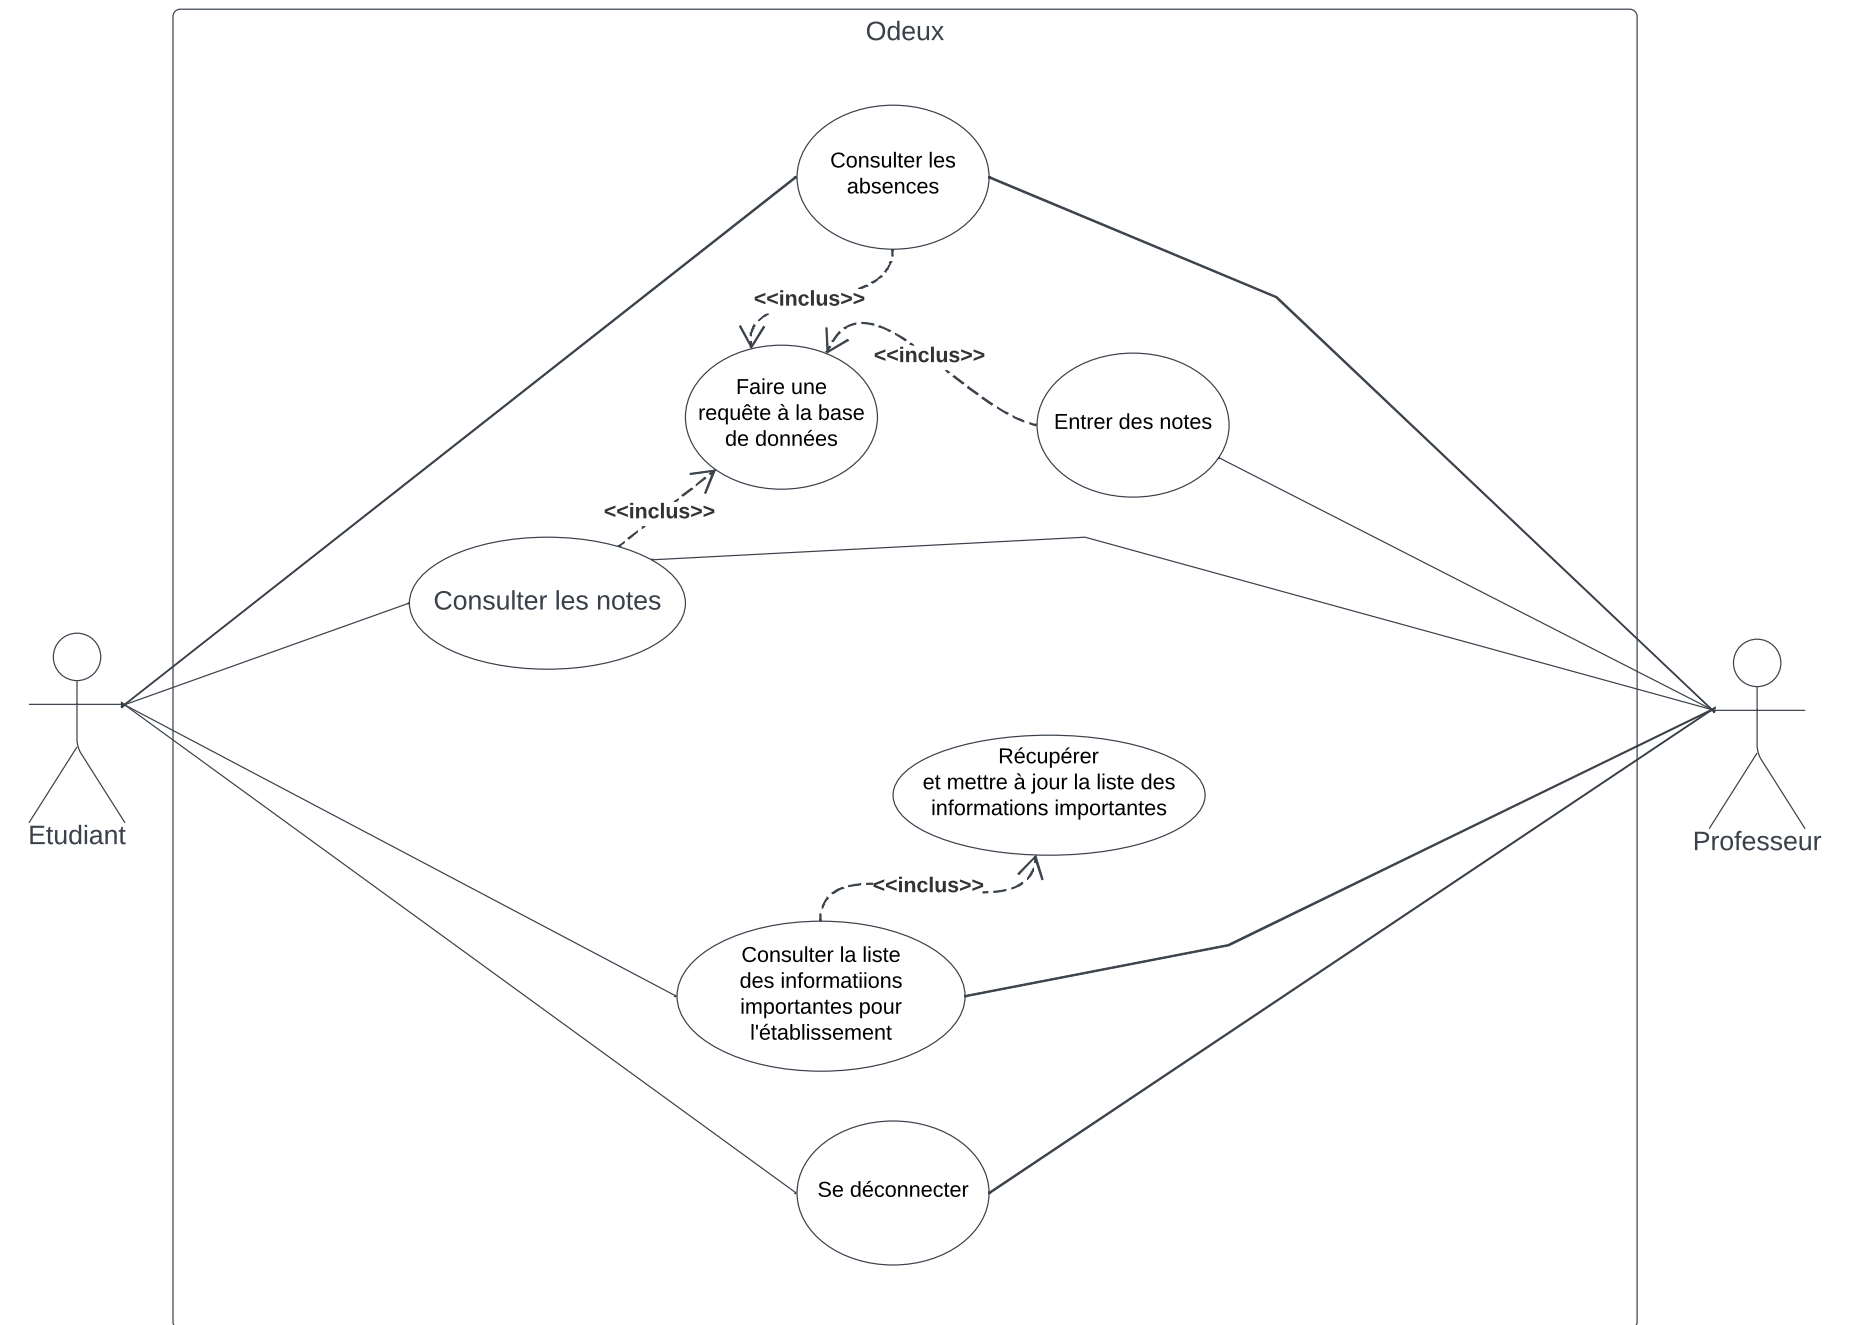 Odeux
Consulter les
absences
<<inclus>>
<<inclus>>
Faire une
requête à la base
de données
Entrer des notes
<<inclus>>
Consulter les notes
Etudiant
Professeur
Récupérer
et mettre à jour la liste des
informations importantes
<<inclus>>
Consulter la liste
des informatiions
importantes pour
l'établissement
Se déconnecter